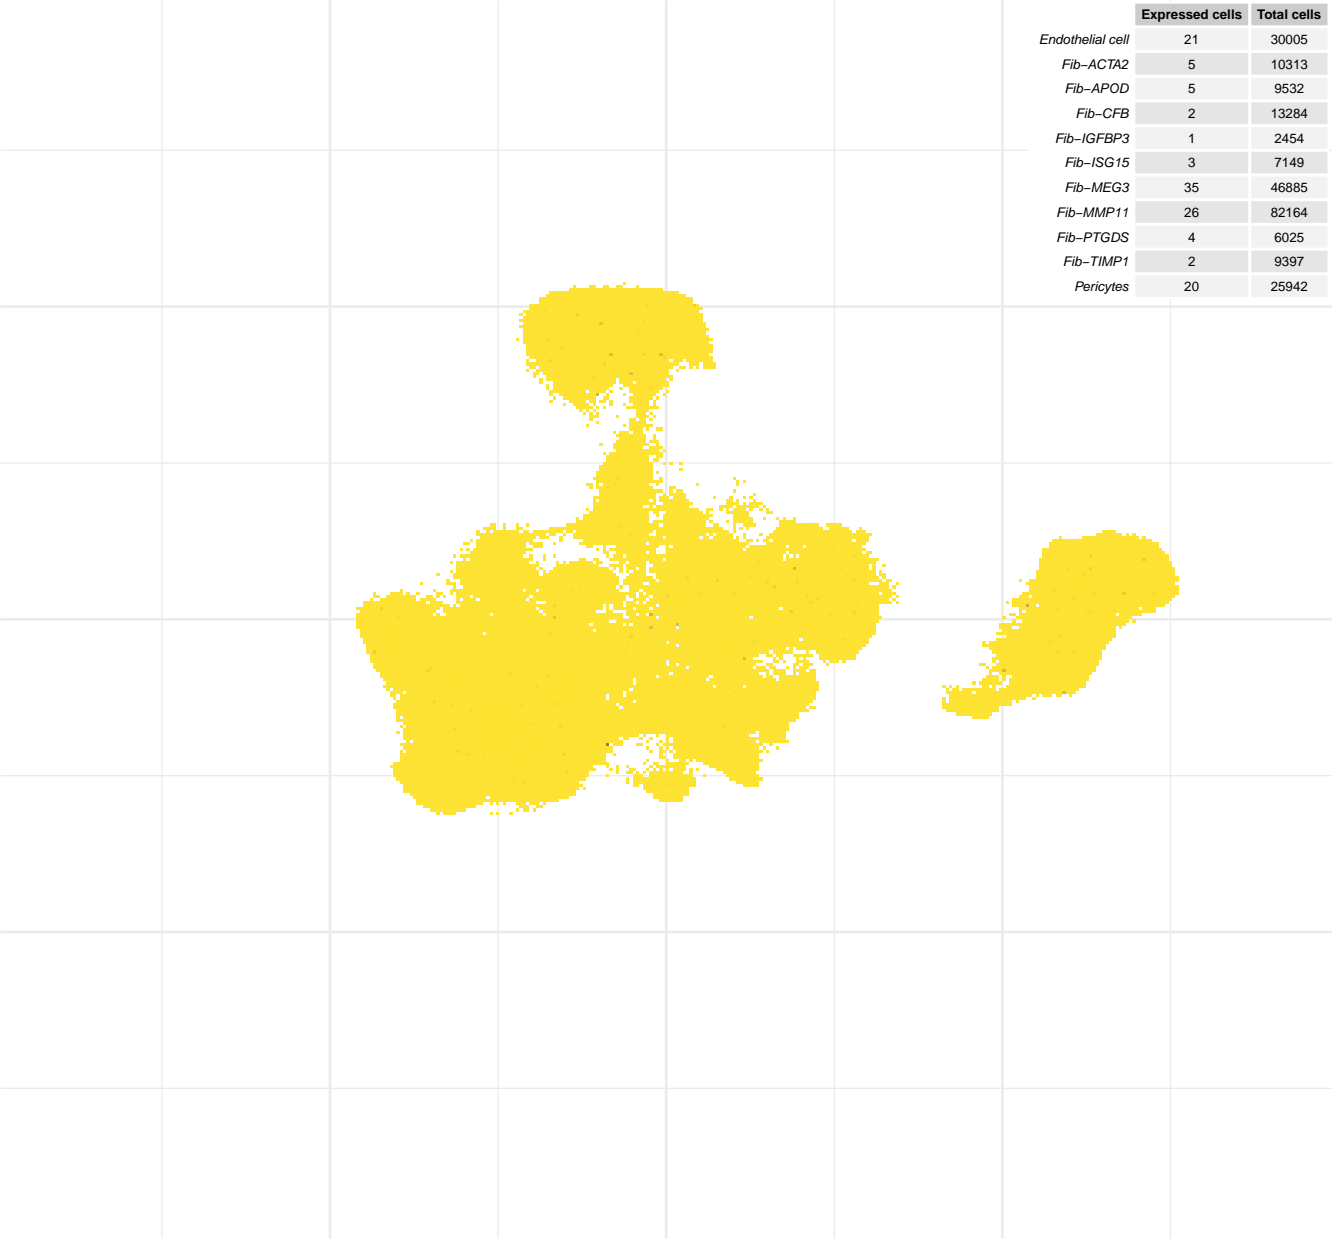 Expressed cells Total cells
Endothelial cell 21 30005
Fib−ACTA2 5 10313
Fib−APOD 5 9532
Fib−CFB 2 13284
Fib−IGFBP3 1 2454
Fib−ISG15 3 7149
Fib−MEG3 35 46885
Fib−MMP11 26 82164
Fib−PTGDS 4 6025
Fib−TIMP1 2 9397
Pericytes 20 25942